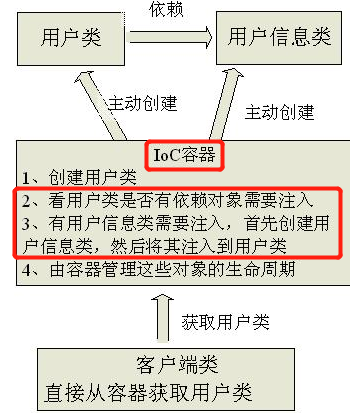 依赖
用户类
用户信息类
主动创建
主动创建
IoC容器
1、创建用户类
2、看用户类是否有依赖对象需要注入
3、有用户信息类需要注入，首先创建用
户信息类，然后将其注入到用户类
4、由容器管理这些对象的生命周期
获取用户类
客户端类
直接从容器获取用户类